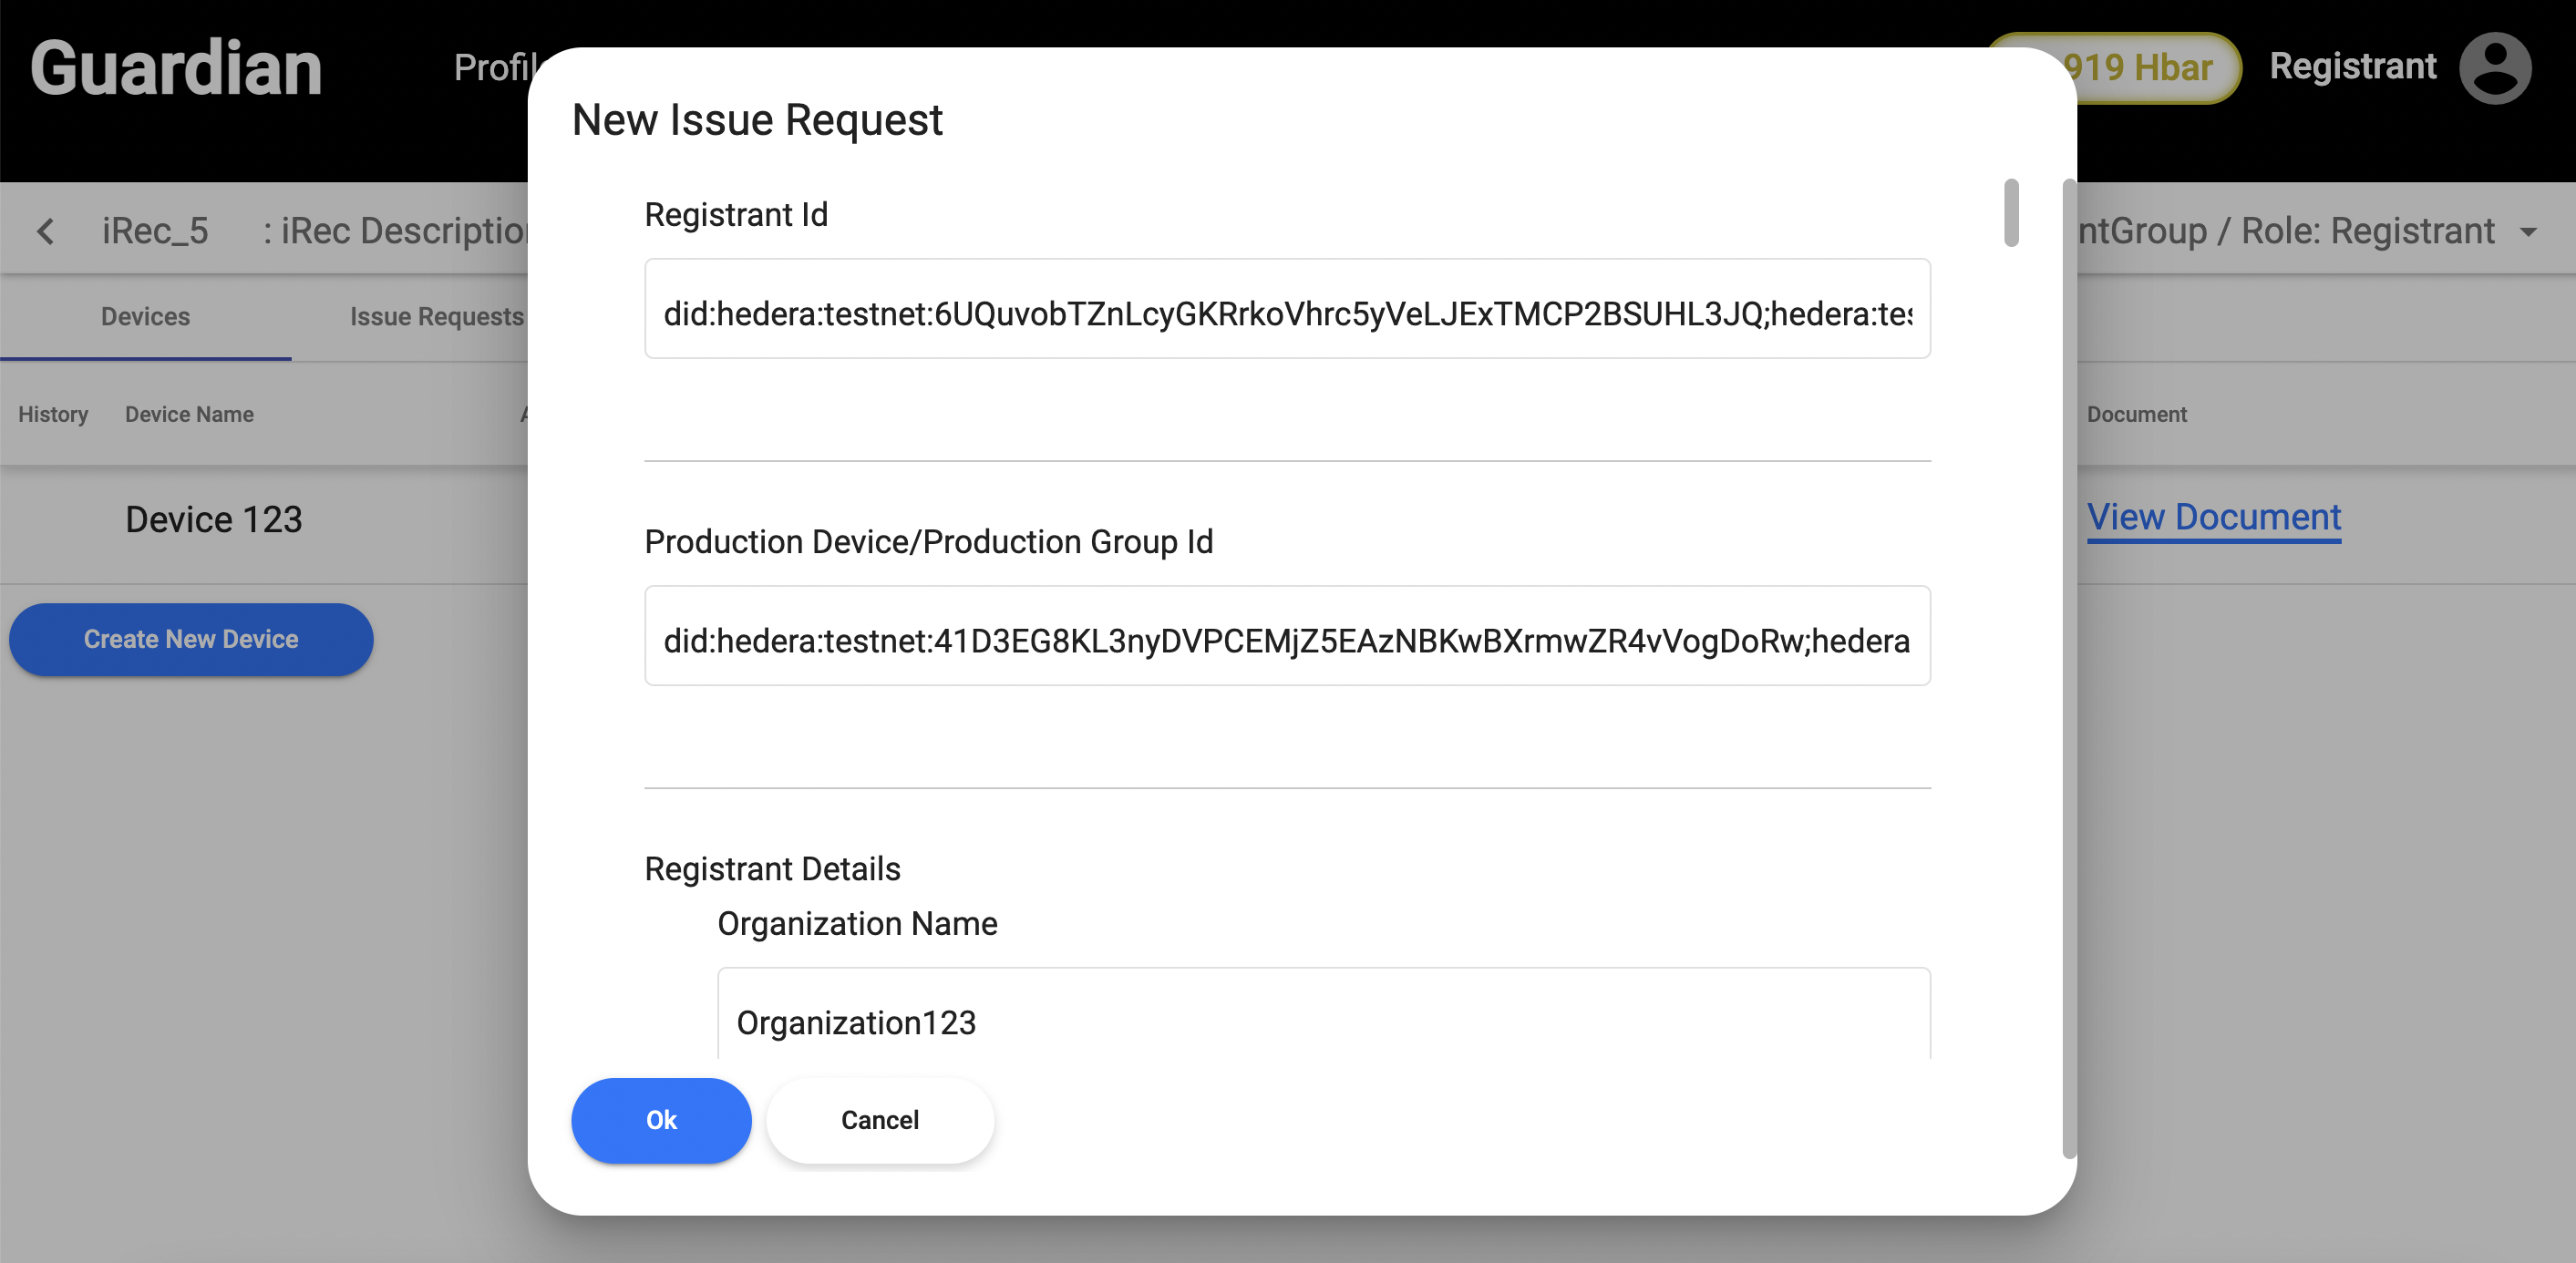 Guardian
Profil
919 Hbar
Registrant
New Issue Request
iRec_5 : iRec Description
ntGroup / Role: Registrant
Devices
Issue Requests
History
Device Name
Document
Device 123
View Document
Create New Device
Registrant Id
did:hedera:testnet:6UQuvobTZnLcyGKRrkoVhrc5yVeLJExTMCP2BSUHL3JQ;hedera:tes
Production Device/Production Group Id
did:hedera:testnet:41D3EG8KL3nyDVPCEMjZ5EAzNBKwBXrmwZR4vVogDoRw;hedera
Registrant Details
Organization Name
Organization123
Ok
Cancel